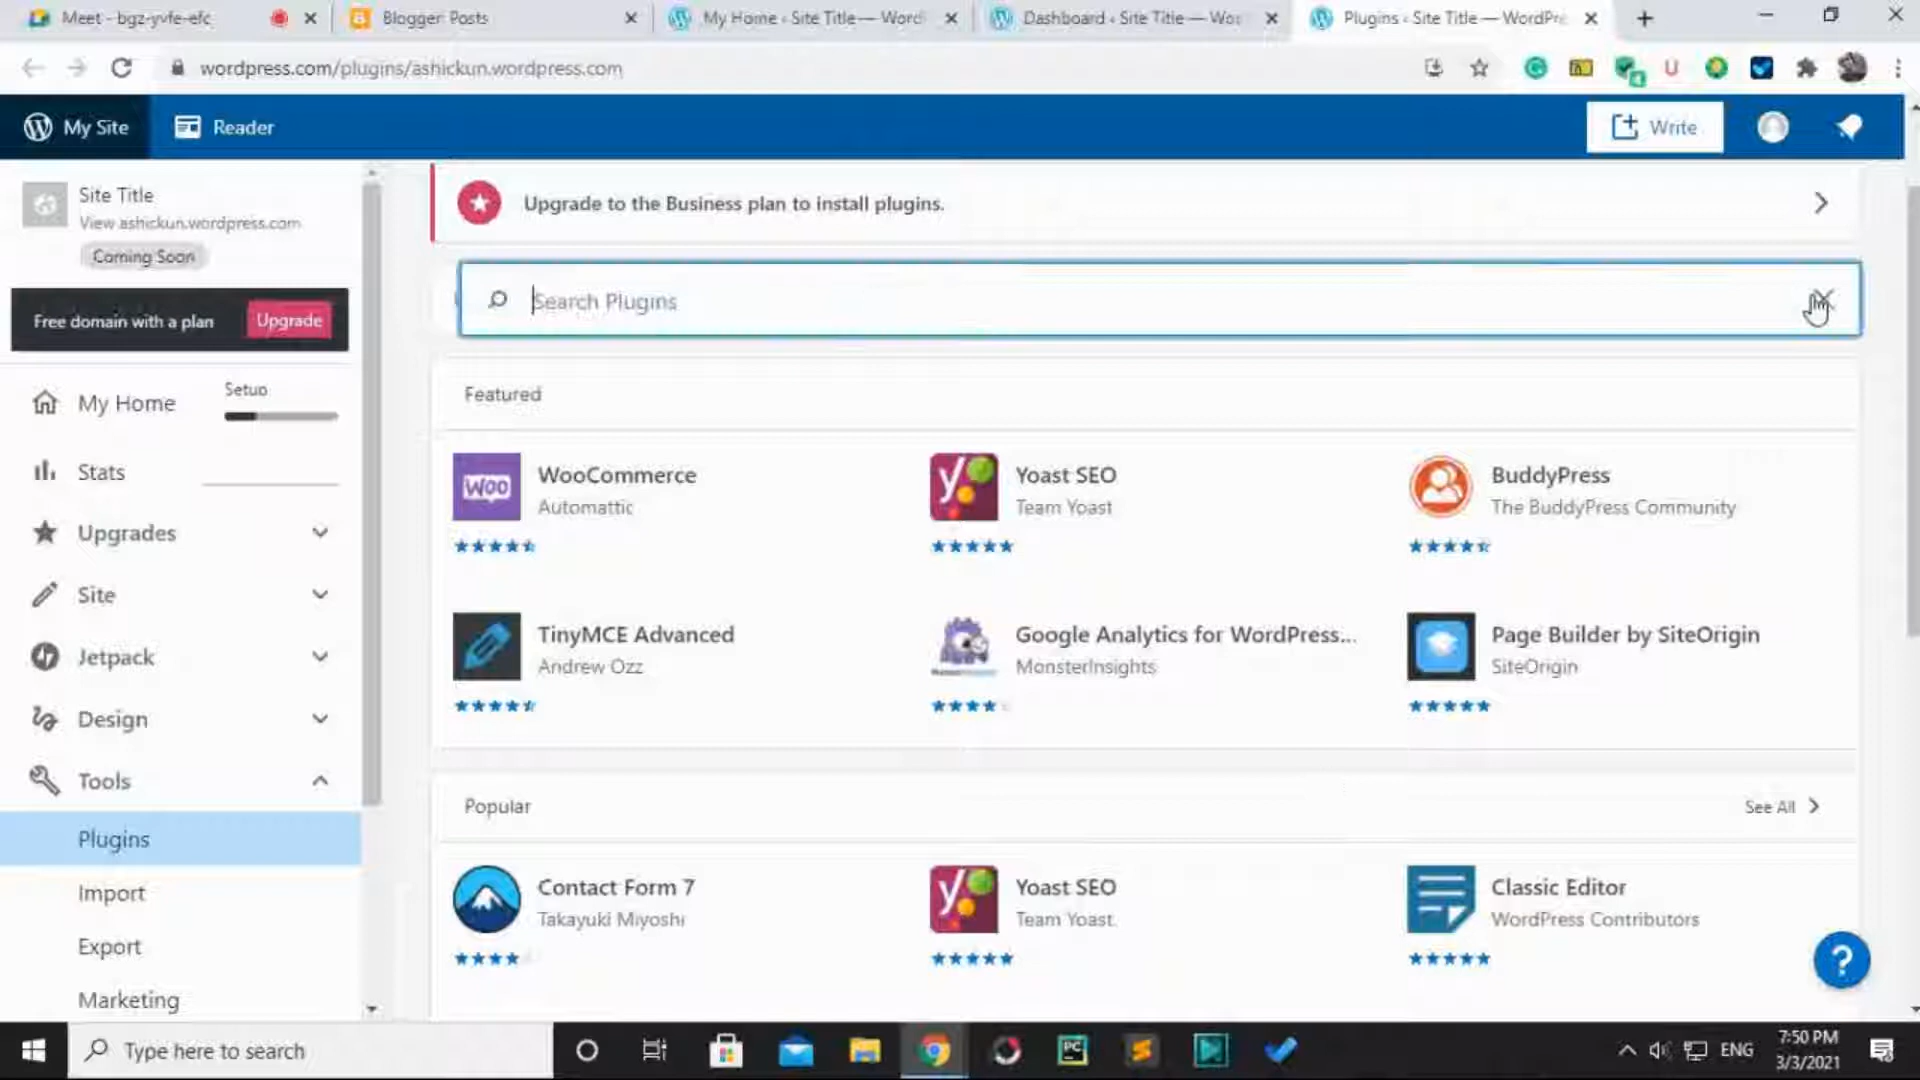 Meet - bgz-yvfe-efc
Blogger: Posts
My Home ‹ Site Title — Word
Dashboard ‹ Site Title — Wor
Plugins ‹ Site Title — WordPre
wordpress.com/plugins/ashickun.wordpress.com
My Site
Reader
Write
Site Title
View ashickun.wordpress.com
Coming Soon
Free domain with a plan
Upgrade
My Home
Setup
Stats
Upgrades
Site
Jetpack
Design
Tools
Plugins
Import
Export
Marketing
Upgrade to the Business plan to install plugins.
Search Plugins
Featured
WooCommerce
Automattic
Yoast SEO
Team Yoast
BuddyPress
The BuddyPress Community
TinyMCE Advanced
Andrew Ozz
Google Analytics for WordPress...
MonsterInsights
Page Builder by SiteOrigin
SiteOrigin
Popular
See All
Contact Form 7
Takayuki Miyoshi
Yoast SEO
Team Yoast
Classic Editor
WordPress Contributors
Type here to search
ENG
7:50 PM
3/3/2021